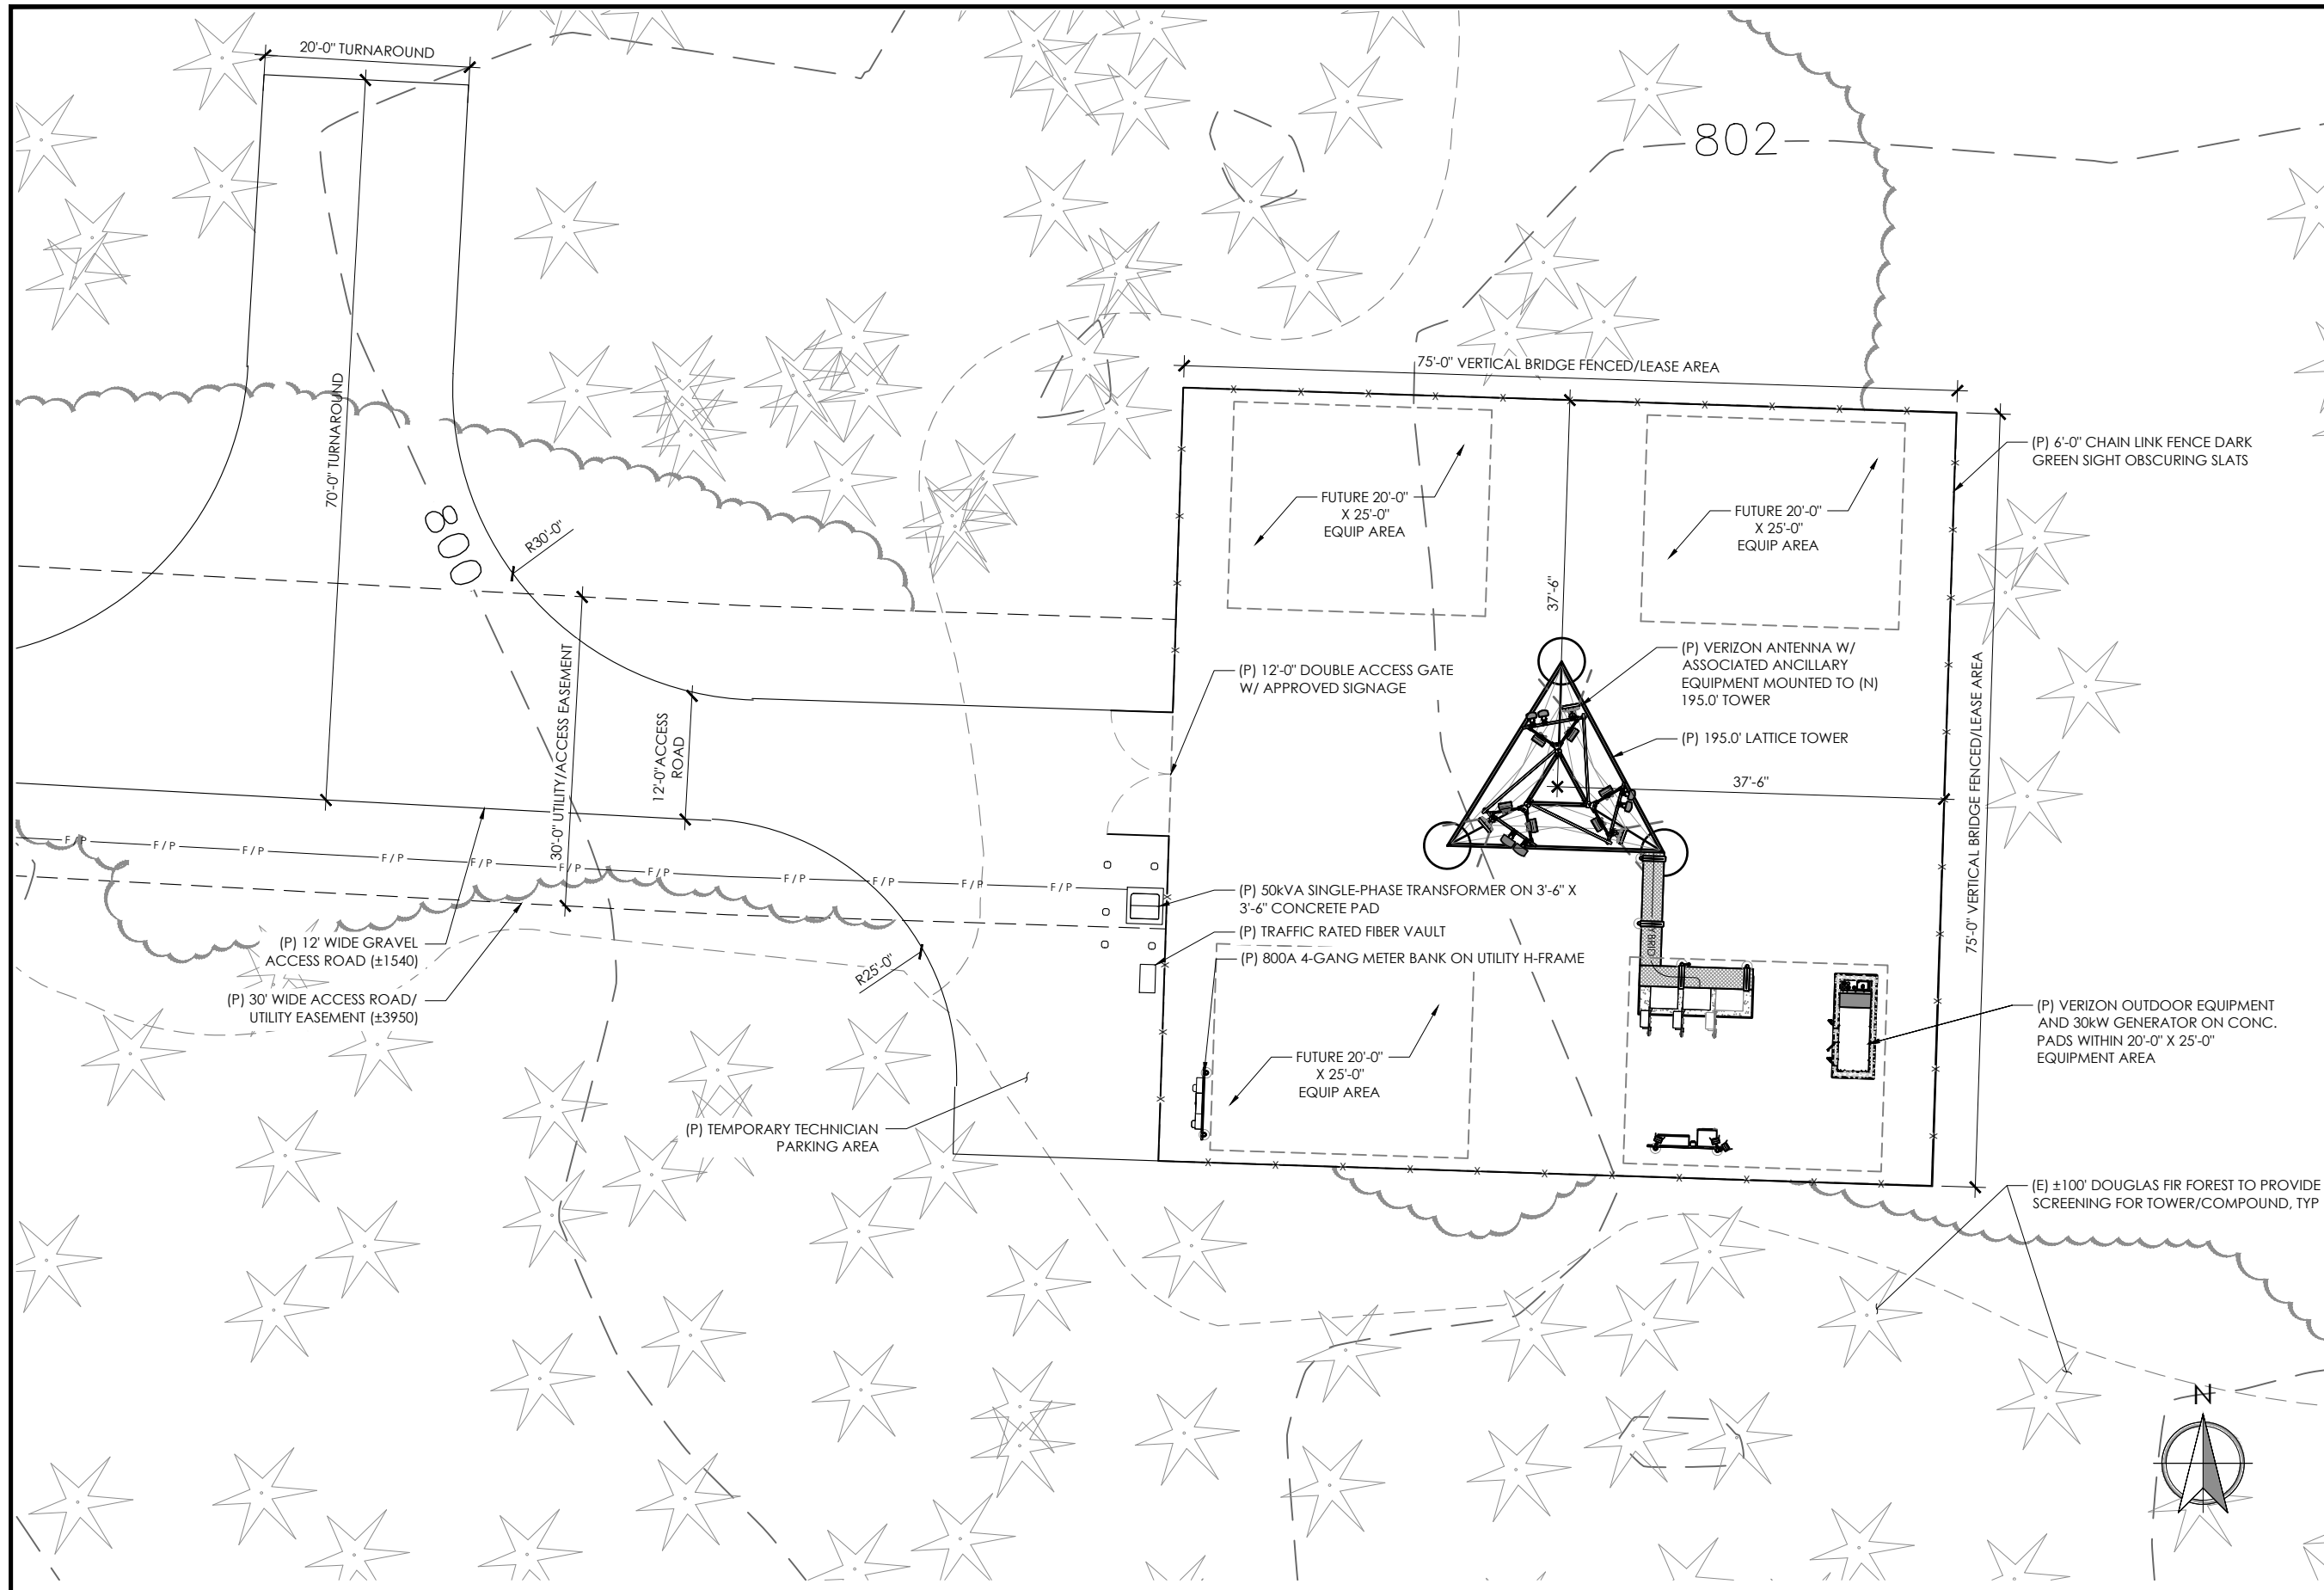 20'-0" TURNAROUND
802
75'-0" VERTICAL BRIDGE FENCED/LEASE AREA
70'-0" TURNAROUND
(P) 6'-0" CHAIN LINK FENCE DARK
GREEN SIGHT OBSCURING SLATS
800
R30'-0"
FUTURE 20'-0"
X 25'-0"
EQUIP AREA
FUTURE 20'-0"
X 25'-0"
EQUIP AREA
37'-6"
30'-0" UTILITY/ACCESS EASEMENT
12'-0" ACCESS
ROAD
(P) 12'-0" DOUBLE ACCESS GATE
W/ APPROVED SIGNAGE
(P) VERIZON ANTENNA W/
ASSOCIATED ANCILLARY
EQUIPMENT MOUNTED TO (N)
195.0' TOWER
(P) 195.0' LATTICE TOWER
37'-6"
75'-0" VERTICAL BRIDGE FENCED/LEASE AREA
F/P F/P F/P F/P F/P F/P F/P F/P F/P F/P F/P
(P) 50kVA SINGLE-PHASE TRANSFORMER ON 3'-6" X
3'-6" CONCRETE PAD
(P) TRAFFIC RATED FIBER VAULT
(P) 800A 4-GANG METER BANK ON UTILITY H-FRAME
(P) 12' WIDE GRAVEL
ACCESS ROAD (±1540)
(P) 30' WIDE ACCESS ROAD/
UTILITY EASEMENT (±3950)
R25'-0"
FUTURE 20'-0"
X 25'-0"
EQUIP AREA
(P) VERIZON OUTDOOR EQUIPMENT
AND 30kW GENERATOR ON CONC.
PADS WITHIN 20'-0" X 25'-0"
EQUIPMENT AREA
(P) TEMPORARY TECHNICIAN
PARKING AREA
(E) ±100' DOUGLAS FIR FOREST TO PROVIDE
SCREENING FOR TOWER/COMPOUND, TYP
N